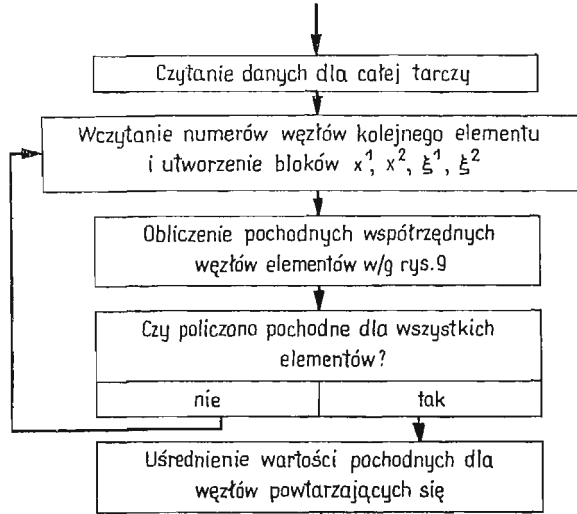 Czytanie danych dla całej tarczy
Wczytanie numerów węzłów kolejnego elementu
i utworzenie bloków x¹, x², ξ¹, ξ²
Obliczenie pochodnych współrzędnych
węzłów elementów w/g rys.9
Czy policzono pochodne dla wszystkich
elementów?
nie
tak
Uśrednienie wartości pochodnych dla
węzłów powtarzających się